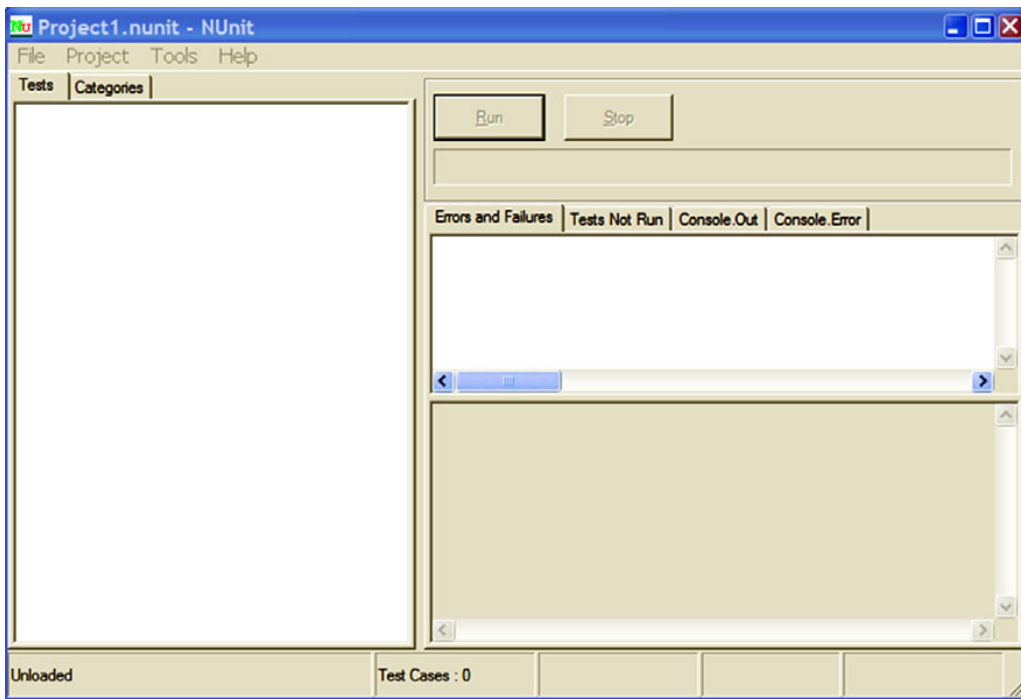 Nu Project1.nunit - NUnit
File Project Tools Help
Tests Categories
Run Stop
Errors and Failures Tests Not Run Console.Out Console.Error
Unloaded Test Cases : 0